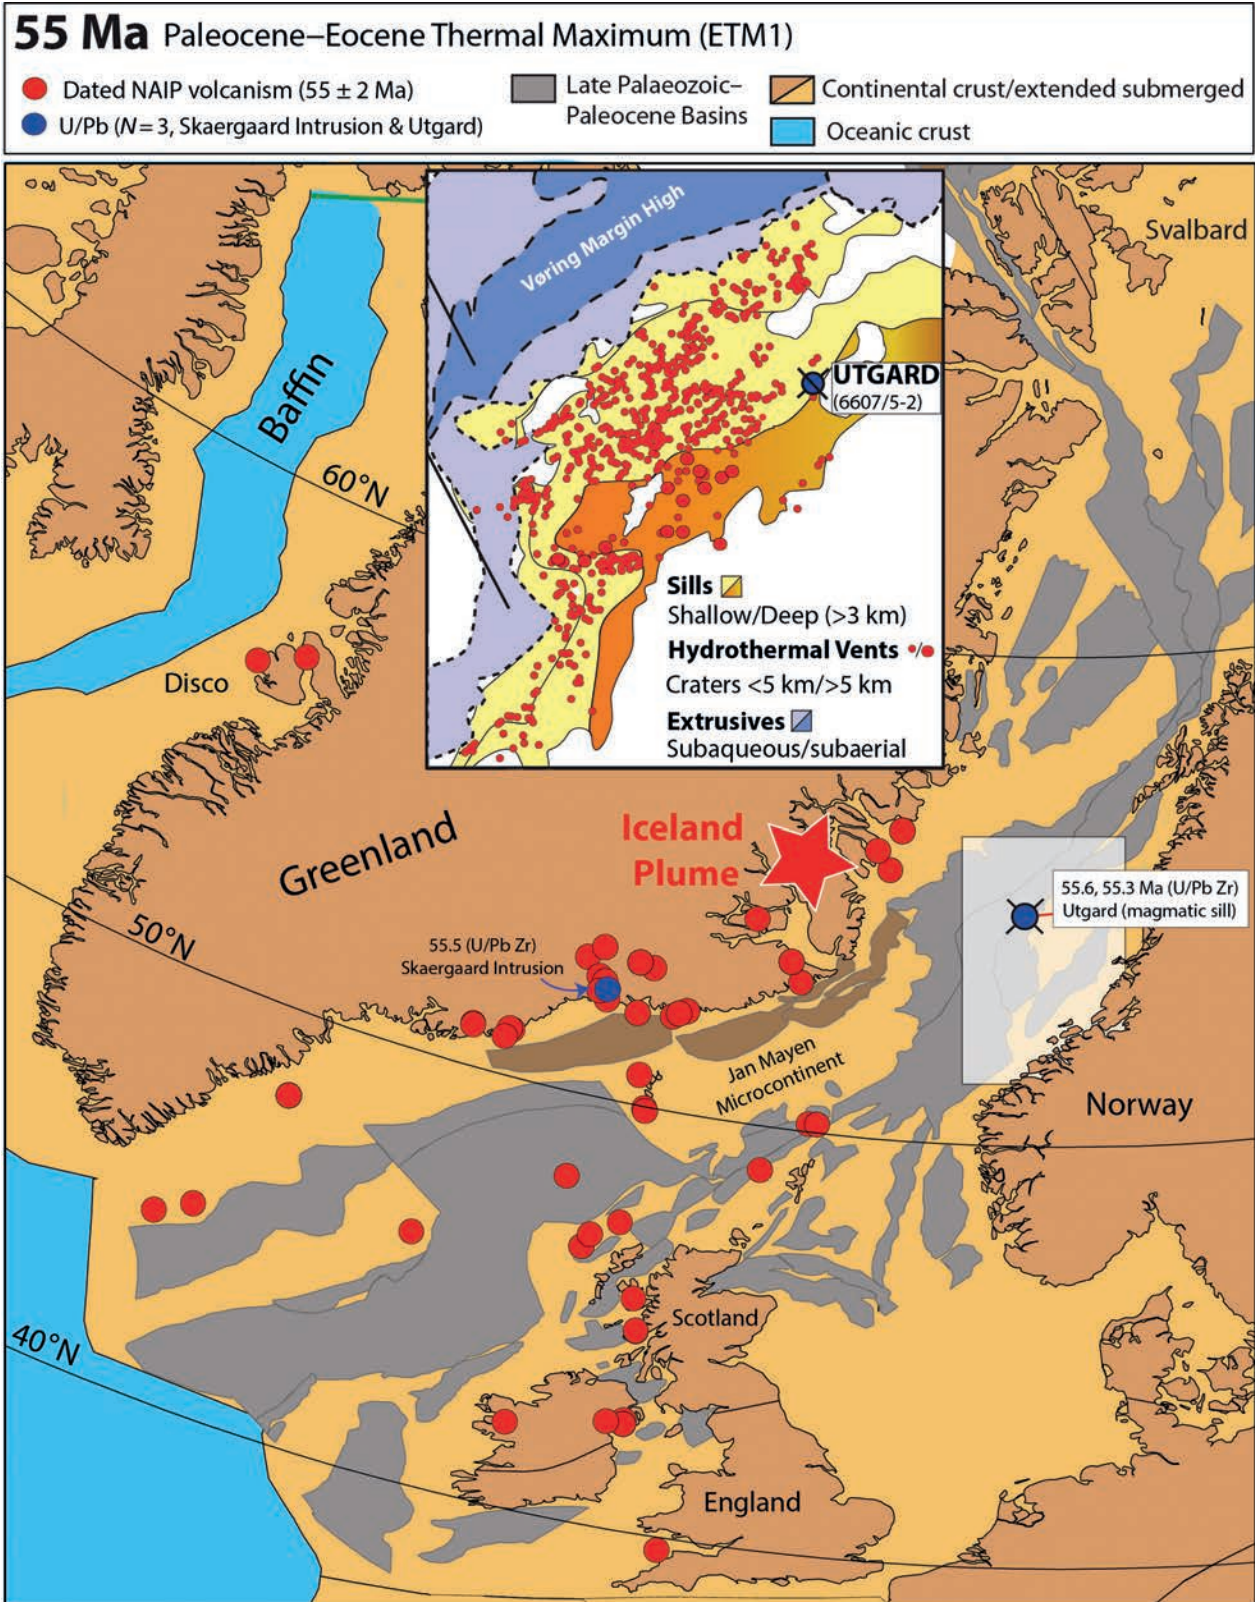 55 Ma Paleocene–Eocene Thermal Maximum (ETM1)
Dated NAIP volcanism (55 ± 2 Ma)
U/Pb (N = 3, Skaergaard Intrusion & Utgard)
Late Palaeozoic–
Paleocene Basins
Continental crust/extended submerged
Oceanic crust
Svalbard
Vøring Margin High
Baffin
UTGARD
(6607/5-2)
60°N
Sills
Shallow/Deep (>3 km)
Hydrothermal Vents
Craters <5 km/>5 km
Extrusives
Subaqueous/subaerial
Disco
Iceland
Plume
Greenland
55.6, 55.3 Ma (U/Pb Zr)
Utgard (magmatic sill)
50°N
55.5 (U/Pb Zr)
Skaergaard Intrusion
Jan Mayen
Microcontinent
Norway
Scotland
40°N
England